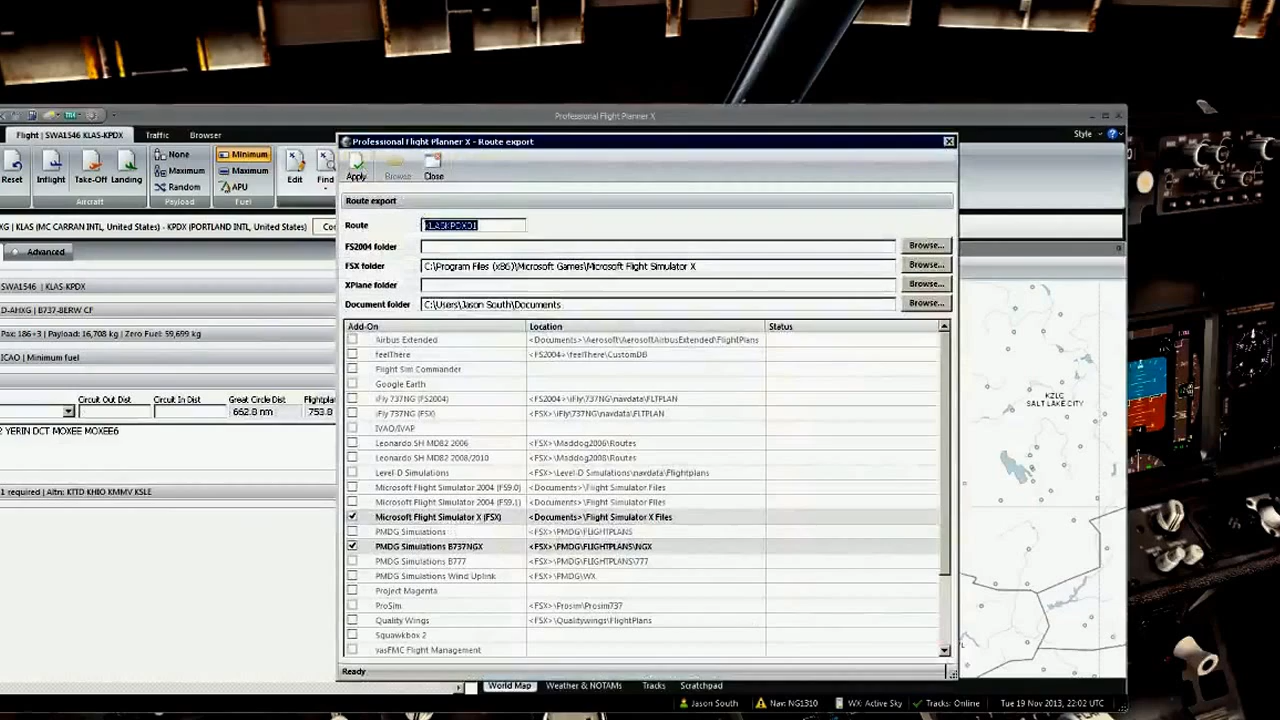 Professional Flight Planner X
Flight | SWA1546 KLAS-KPDX
Traffic
Browser
Style
Reset
Inflight
Take-Off
Landing
Aircraft
None
Maximum
Random
Payload
Minimum
Maximum
APU
Fuel
Edit
Find
XG | KLAS (MC CARRAN INTL, United States) - KPDX (PORTLAND INTL, United States)
Advanced
SWA1546 | KLAS-KPDX
D-AHXG | B737-8ERW CF
Pax: 186+3 | Payload: 16,708 kg | Zero Fuel: 59,699 kg
ICAO | Minimum fuel
Circuit Out Dist
Circuit In Dist
Great Circle Dist
Flightplan
662.8 nm
753.8
2 YERIN DCT MOXEE MOXEE6
1 required | Altn: KTTD KHIO KMMV KSLE
Professional Flight Planner X - Route export
Apply
Browse
Close
Route export
Route KLASKPDX01
FS2004 folder Browse...
FSX folder C:\Program Files (x86)\Microsoft Games\Microsoft Flight Simulator X Browse...
XPlane folder Browse...
Document folder C:\Users\Jason South\Documents Browse...
Add-On Location Status
Airbus Extended <Documents>\Aerosoft\AerosoftAirbusExtended\FlightPlans
feelThere <FS2004>\feelThere\CustomDB
Flight Sim Commander
Google Earth
iFly 737NG (FS2004) <FS2004>\iFly\737NG\navdata\FLTPLAN
iFly 737NG (FSX) <FSX>\iFly\737NG\navdata\FLTPLAN
IVAO/IVAP
Leonardo SH MD82 2006 <FSX>\Maddog2006\Routes
Leonardo SH MD82 2008/2010 <FSX>\Maddog2008\Routes
Level-D Simulations <FSX>\Level-D Simulations\navdata\Flightplans
Microsoft Flight Simulator 2004 (FS9.0) <Documents>\Flight Simulator Files
Microsoft Flight Simulator 2004 (FS9.1) <Documents>\Flight Simulator Files
Microsoft Flight Simulator X (FSX) <Documents>\Flight Simulator X Files
PMDG Simulations <FSX>\PMDG\FLIGHTPLANS
PMDG Simulations B737NGX <FSX>\PMDG\FLIGHTPLANS\NGX
PMDG Simulations B777 <FSX>\PMDG\FLIGHTPLANS\777
PMDG Simulations Wind Uplink <FSX>\PMDG\WX
Project Magenta
ProSim <FSX>\Prosim\Prosim737
Quality Wings <FSX>\Qualitywings\FlightPlans
Squawkbox 2
vasFMC Flight Management
Ready
KZLC
SALT LAKE CITY
World Map
Weather & NOTAMs
Tracks
Scratchpad
Jason South
Nav: NG1310
WX: Active Sky
Tracks: Online
Tue 19 Nov 2013, 22:02 UTC